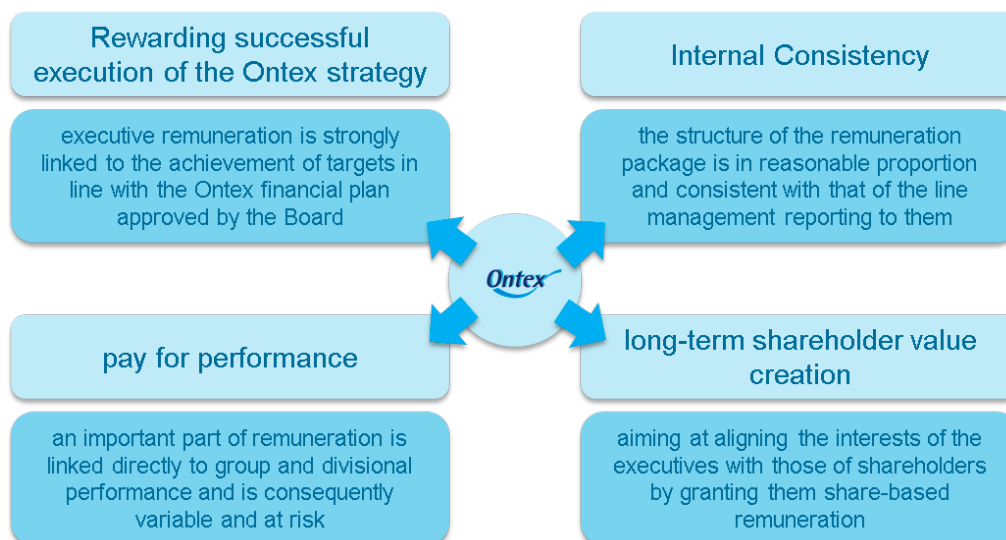 Rewarding successful
execution of the Ontex strategy
executive remuneration is strongly
linked to the achievement of targets in
line with the Ontex financial plan
approved by the Board
Internal Consistency
the structure of the remuneration
package is in reasonable proportion
and consistent with that of the line
management reporting to them
Ontex
pay for performance
an important part of remuneration is
linked directly to group and divisional
performance and is consequently
variable and at risk
long-term shareholder value
creation
aiming at aligning the interests of the
executives with those of shareholders
by granting them share-based
remuneration